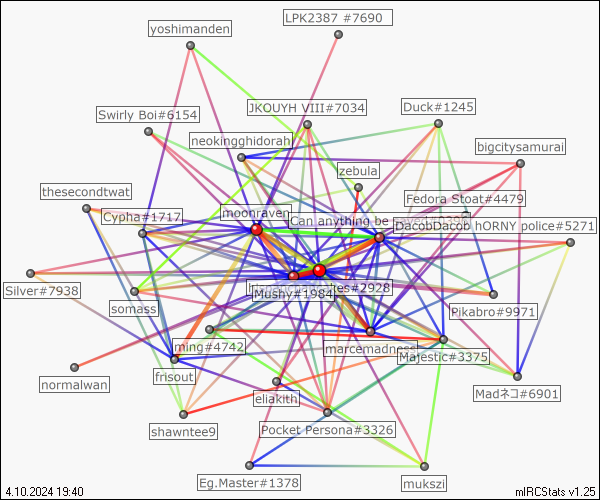 LPK2387 #7690
yoshimanden
Swirly Boi#6154
JKOUYH VIII#7034
Duck#1245
neokingghidorah
bigcitysamurai
zebula
thesecondtwat
Fedora Stoat#4479
Cypha#1717
moonraven
Can anything be
DacobDacob hORNY police#5271
Silver#7938
Mushy#1984
#2928
somass
Pikabro#9971
ming#4742
marcemadness
Majestic#3375
frisout
normalwan
eliakith
Madネコ#6901
shawntee9
Pocket Persona#3326
Eg.Master#1378
mukszi
4.10.2024 19:40
mIRCStats v1.25